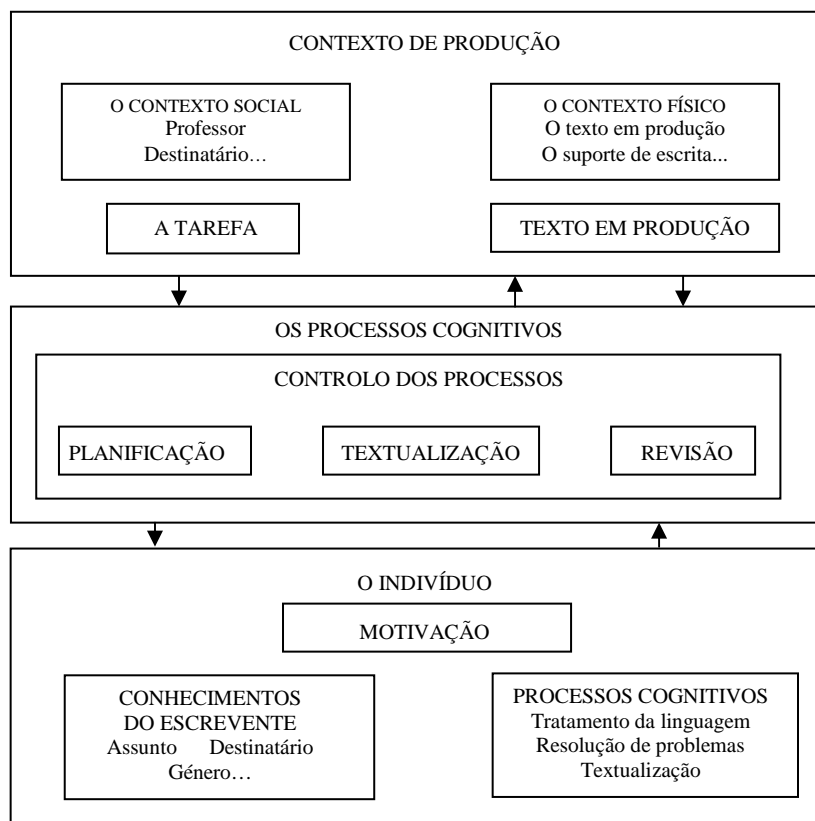 CONTEXTO DE PRODUÇÃO
O CONTEXTO SOCIAL
Professor
Destinatário…
O CONTEXTO FÍSICO
O texto em produção
O suporte de escrita...
A TAREFA
TEXTO EM PRODUÇÃO
OS PROCESSOS COGNITIVOS
CONTROLO DOS PROCESSOS
PLANIFICAÇÃO
TEXTUALIZAÇÃO
REVISÃO
O INDIVÍDUO
MOTIVAÇÃO
CONHECIMENTOS
DO ESCREVENTE
Assunto Destinatário
Género…
PROCESSOS COGNITIVOS
Tratamento da linguagem
Resolução de problemas
Textualização